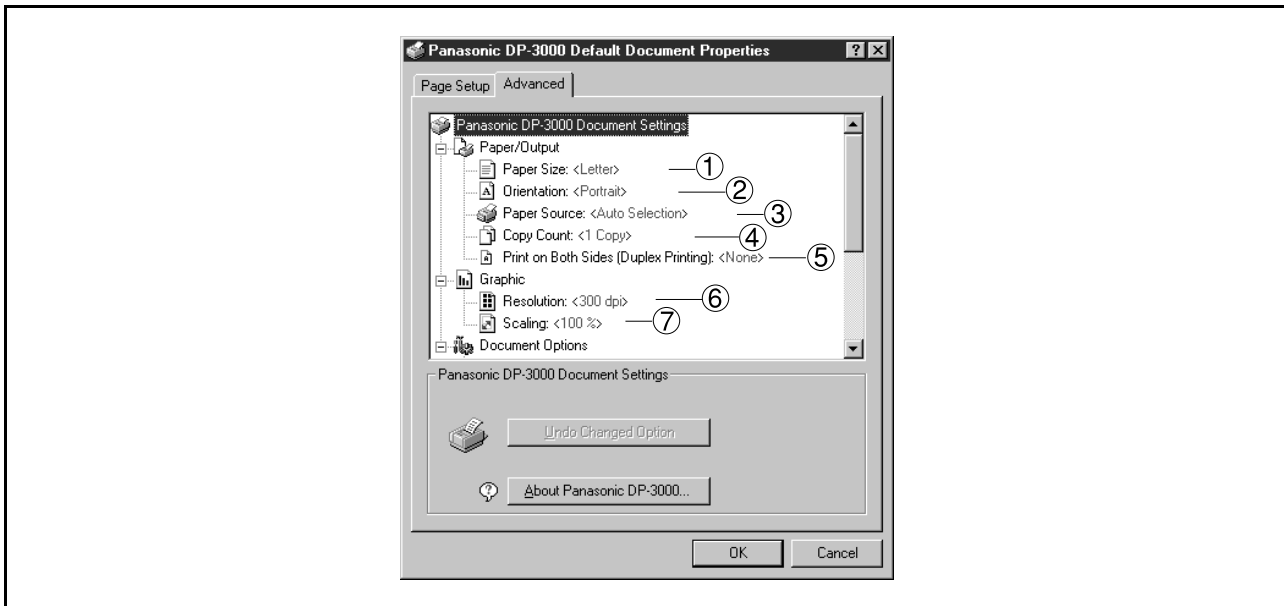 Panasonic DP-3000 Default Document Properties
Page Setup Advanced
Panasonic DP-3000 Document Settings
Paper/Output
Paper Size: <Letter> ①
Orientation: <Portrait> ②
Paper Source: <Auto Selection> ③
Copy Count: <1 Copy> ④
Print on Both Sides (Duplex Printing): <None> ⑤
Graphic
Resolution: <300 dpi> ⑥
Scaling: <100 %> ⑦
Document Options
Panasonic DP-3000 Document Settings
Undo Changed Option
About Panasonic DP-3000...
OK Cancel